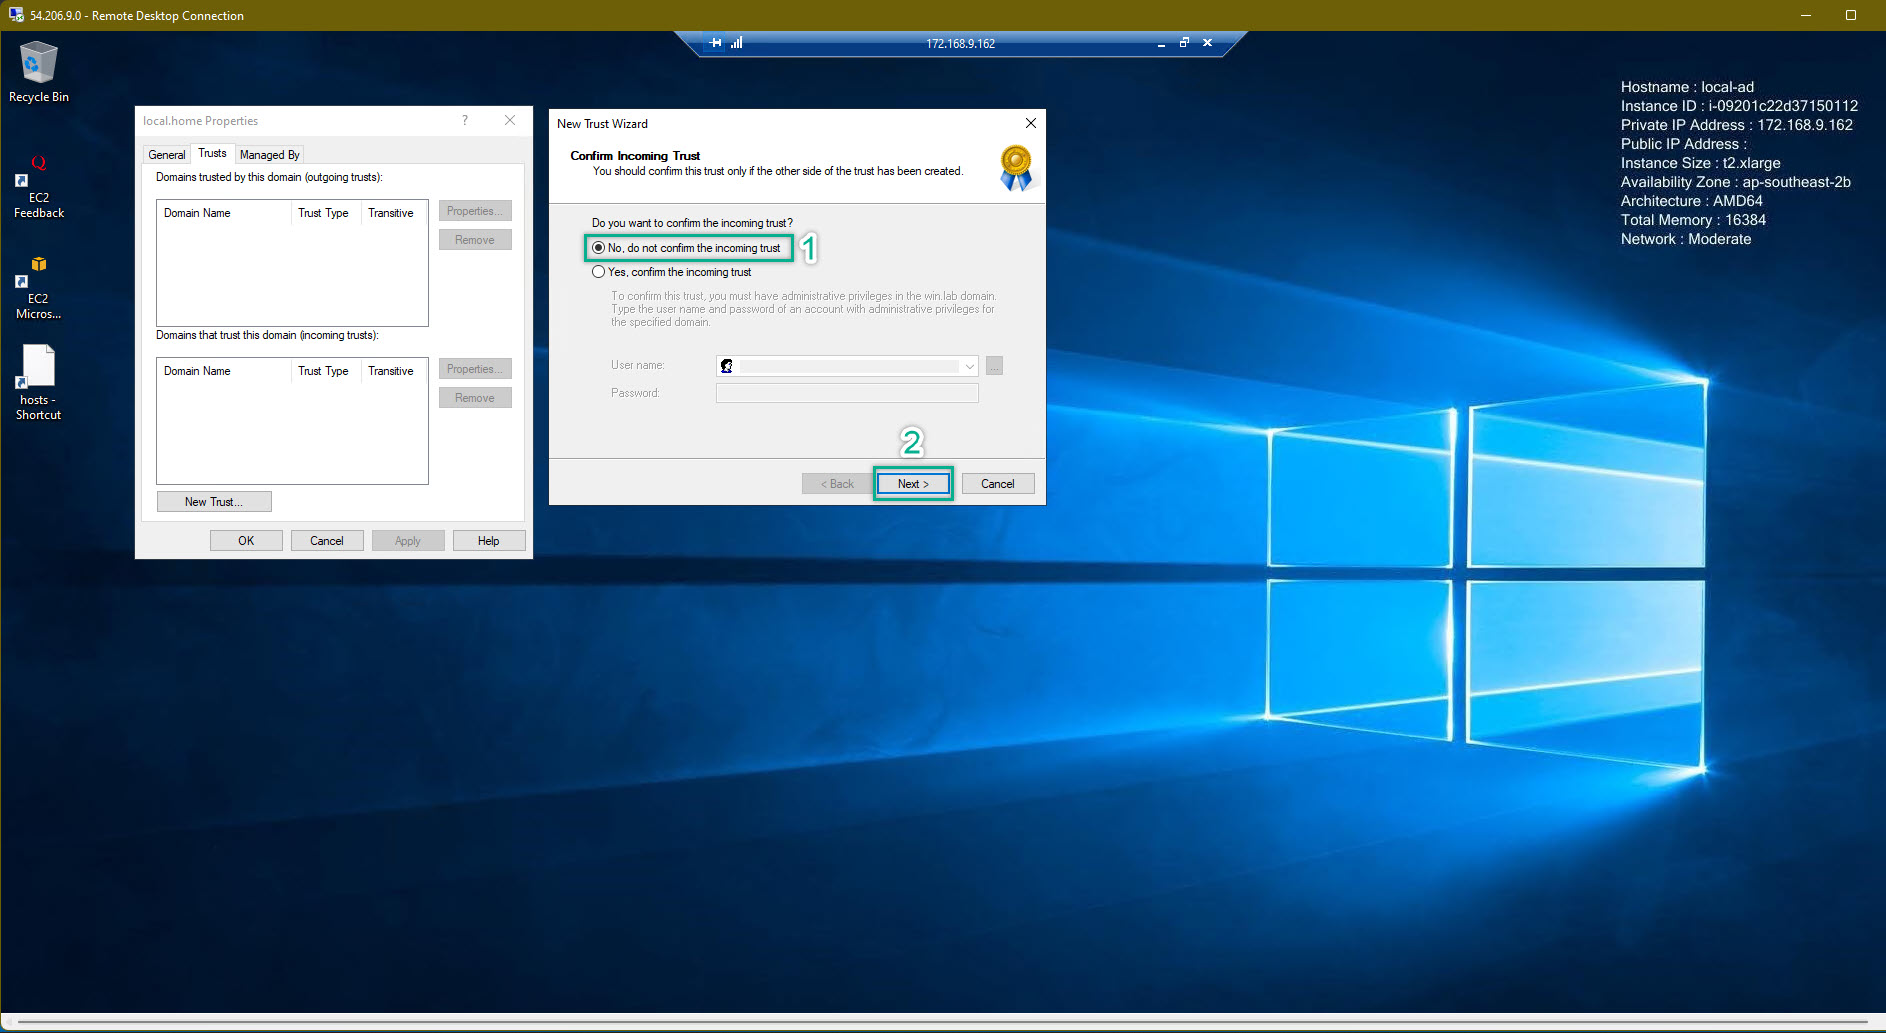 54.206.9.0 - Remote Desktop Connection
172.168.9.162
Recycle Bin
EC2
Feedback
EC2
Micros...
hosts -
Shortcut
Hostname : local-ad
Instance ID : i-09201c22d37150112
Private IP Address : 172.168.9.162
Public IP Address :
Instance Size : t2.xlarge
Availability Zone : ap-southeast-2b
Architecture : AMD64
Total Memory : 16384
Network : Moderate
local.home Properties
?
General
Trusts
Managed By
Domains trusted by this domain (outgoing trusts):
Domain Name
Trust Type
Transitive
Properties...
Remove
Domains that trust this domain (incoming trusts):
Domain Name
Trust Type
Transitive
Properties...
Remove
New Trust...
OK
Cancel
Apply
Help
New Trust Wizard
Confirm Incoming Trust
You should confirm this trust only if the other side of the trust has been created.
Do you want to confirm the incoming trust?
No, do not confirm the incoming trust
1
Yes, confirm the incoming trust
To confirm this trust, you must have administrative privileges in the win.lab domain.
Type the user name and password of an account with administrative privileges for
the specified domain.
User name:
...
Password:
2
< Back
Next >
Cancel